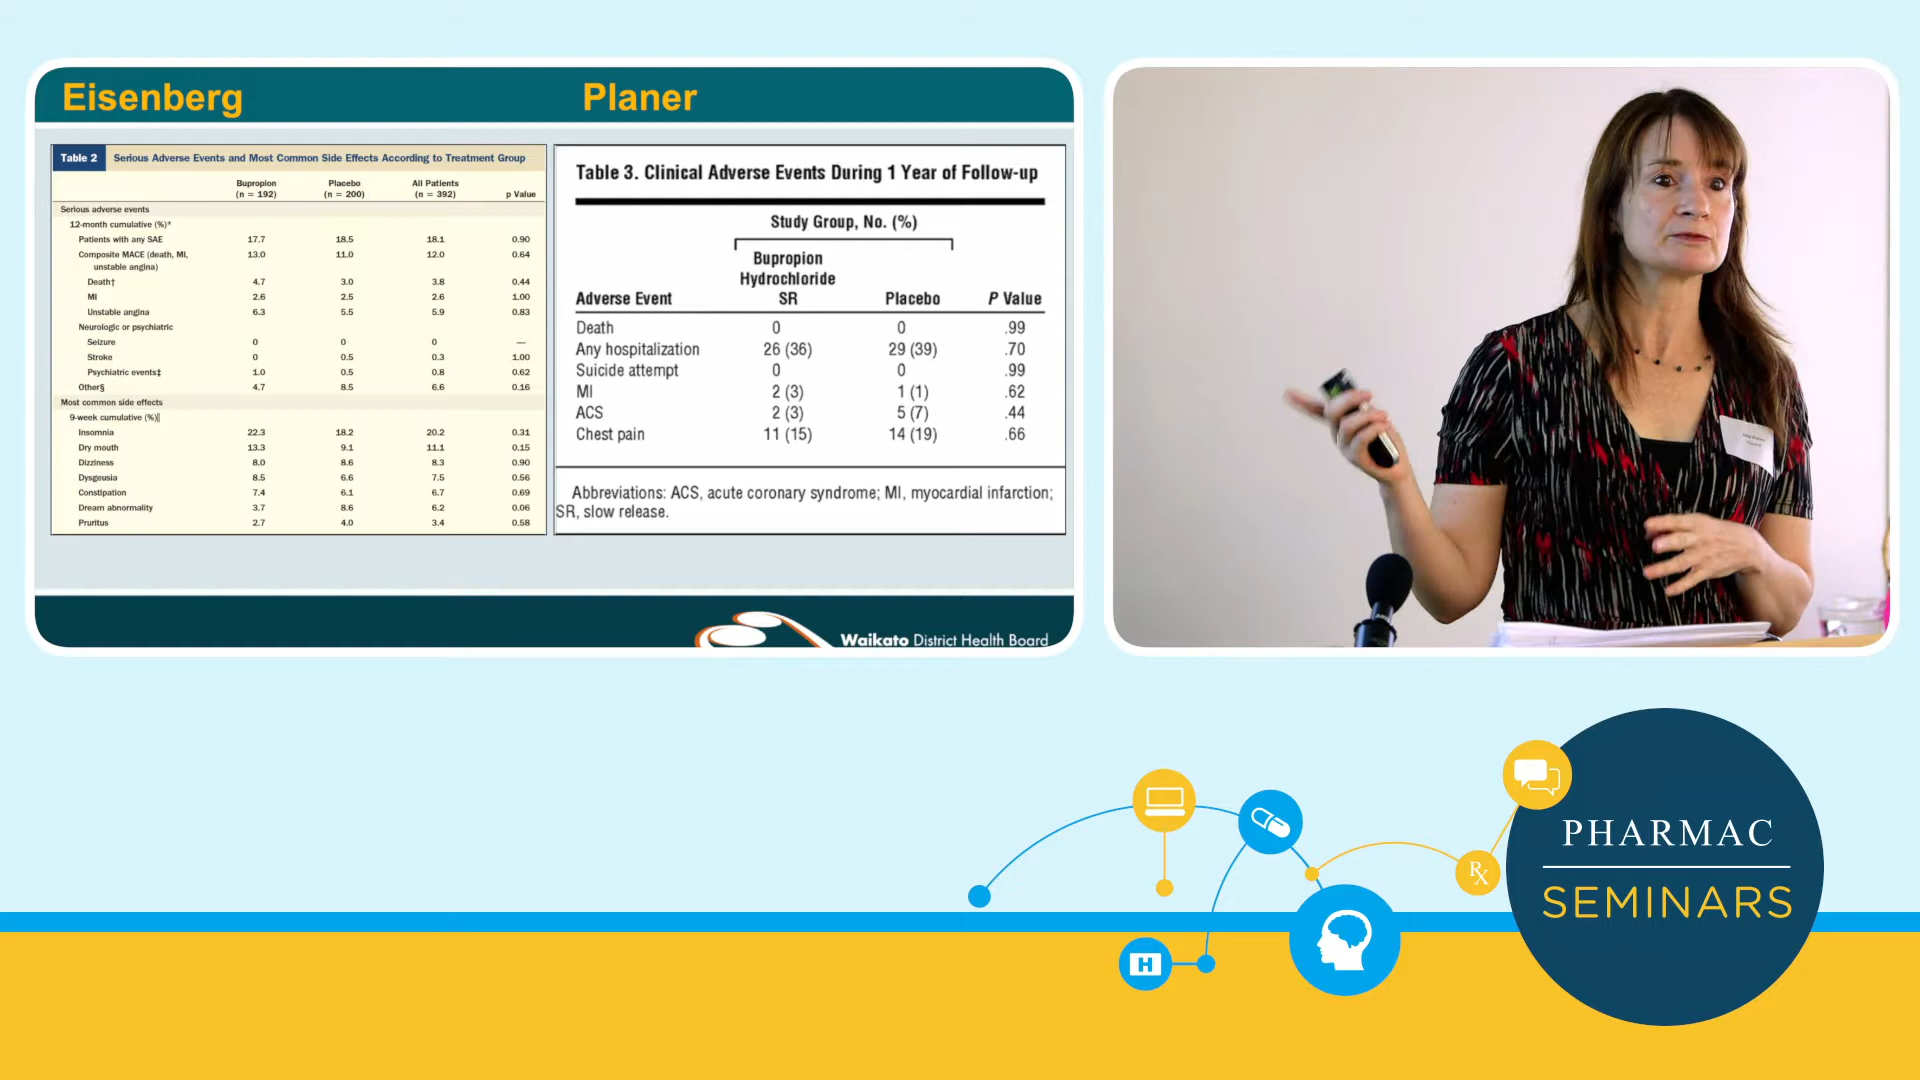 Eisenberg
Planer
Table 2 Serious Adverse Events and Most Common Side Effects According to Treatment Group
Bupropion Placebo All Patients
(n = 192) (n = 200) (n = 392) p Value
Serious adverse events
12-month cumulative (%)*
Patients with any SAE 17.7 18.5 18.1 0.90
Composite MACE (death, MI, 13.0 11.0 12.0 0.64
unstable angina)
Death† 4.7 3.0 3.8 0.44
MI 2.6 2.5 2.6 1.00
Unstable angina 6.3 5.5 5.9 0.83
Neurologic or psychiatric
Seizure 0 0 0 —
Stroke 0 0.5 0.3 1.00
Psychiatric events‡ 1.0 0.5 0.8 0.62
Other§ 4.7 8.5 6.6 0.16
Most common side effects
9-week cumulative (%)||
Insomnia 22.3 18.2 20.2 0.31
Dry mouth 13.3 9.1 11.1 0.15
Dizziness 8.0 8.6 8.3 0.90
Dysgeusia 8.5 6.6 7.5 0.56
Constipation 7.4 6.1 6.7 0.69
Dream abnormality 3.7 8.6 6.2 0.06
Pruritus 2.7 4.0 3.4 0.58
Table 3. Clinical Adverse Events During 1 Year of Follow-up
Study Group, No. (%)
Bupropion
Hydrochloride
Adverse Event SR Placebo P Value
Death 0 0 .99
Any hospitalization 26 (36) 29 (39) .70
Suicide attempt 0 0 .99
MI 2 (3) 1 (1) .62
ACS 2 (3) 5 (7) .44
Chest pain 11 (15) 14 (19) .66
Abbreviations: ACS, acute coronary syndrome; MI, myocardial infarction;
SR, slow release.
Waikato District Health Board
PHARMAC
SEMINARS
Rx
H